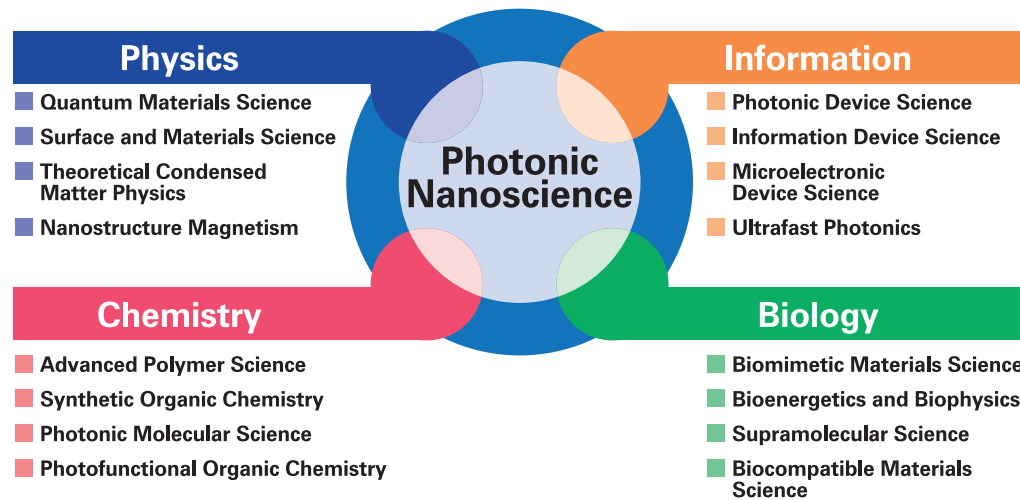 Physics
Quantum Materials Science
Surface and Materials Science
Theoretical Condensed
Matter Physics
Nanostructure Magnetism
Information
Photonic Device Science
Information Device Science
Microelectronic
Device Science
Ultrafast Photonics
Photonic
Nanoscience
Chemistry
Advanced Polymer Science
Synthetic Organic Chemistry
Photonic Molecular Science
Photofunctional Organic Chemistry
Biology
Biomimetic Materials Science
Bioenergetics and Biophysics
Supramolecular Science
Biocompatible Materials
Science